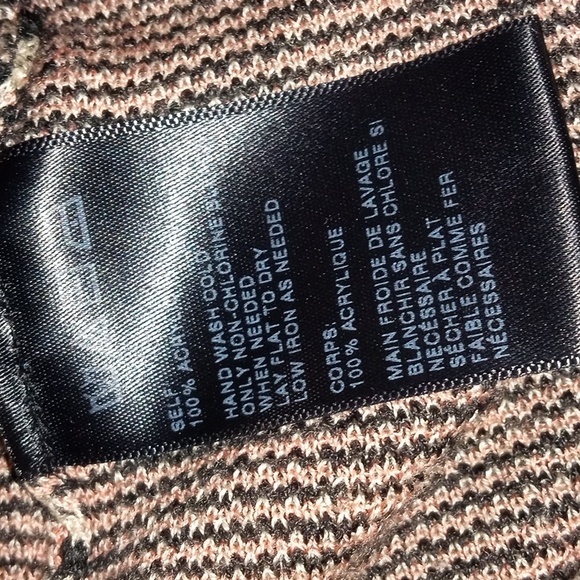 SELF:
100% ACRYLIC
HAND WASH COLD
ONLY NON-CHLORINE
WHEN NEEDED
LAY FLAT TO DRY
LOW IRON AS NEEDED
CORPS:
100% ACRYLIQUE
MAIN FROIDE DE LAVAGE
BLANCHIR SANS CHLORE SI
NECÉSSAIRE
SÉCHER A PLAT
FAIBLE COMME FER
NÉCESSAIRES